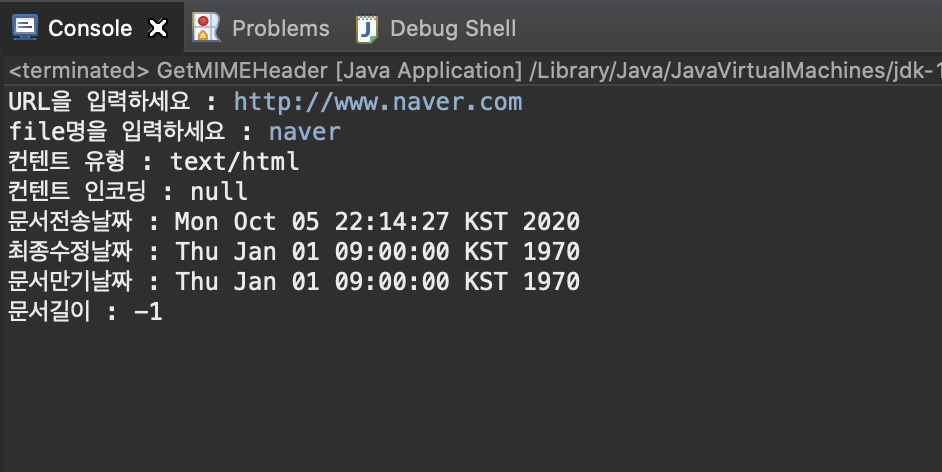 Console Problems Debug Shell
<terminated> GetMIMEHeader [Java Application] /Library/Java/JavaVirtualMachines/jdk-1
URL을 입력하세요 : http://www.naver.com
file명을 입력하세요 : naver
컨텐트 유형 : text/html
컨텐트 인코딩 : null
문서전송날짜 : Mon Oct 05 22:14:27 KST 2020
최종수정날짜 : Thu Jan 01 09:00:00 KST 1970
문서만기날짜 : Thu Jan 01 09:00:00 KST 1970
문서길이 : -1